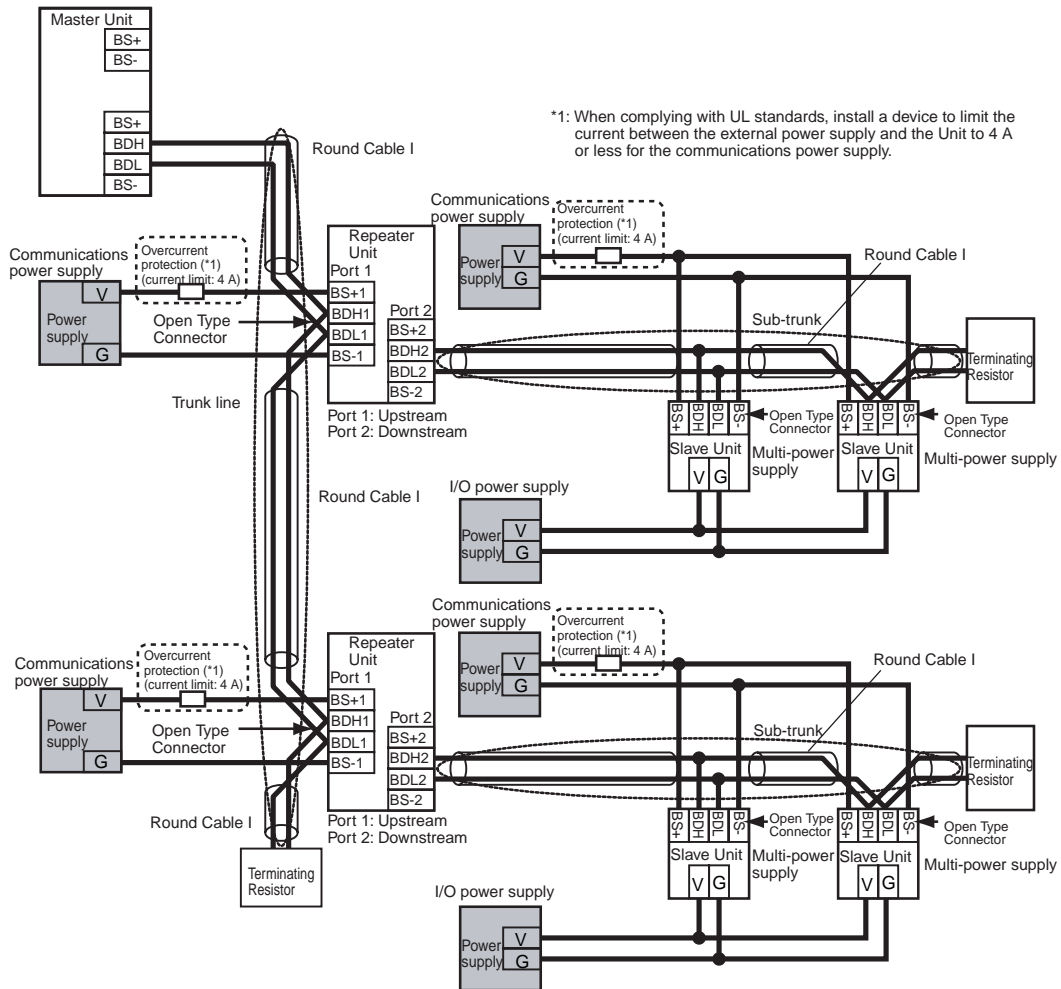 Master Unit
BS+
BS-
BS+
BDH
BDL
BS-
Round Cable I
*1: When complying with UL standards, install a device to limit the
current between the external power supply and the Unit to 4 A
or less for the communications power supply.
Communications
power supply
Power
supply
V
G
Overcurrent
protection (*1)
(current limit: 4 A)
Open Type
Connector
Trunk line
Repeater
Unit
Port 1
BS+1
BDH1
BDL1
BS-1
Port 2
BS+2
BDH2
BDL2
BS-2
Port 1: Upstream
Port 2: Downstream
Communications
power supply
Power
supply
V
G
Overcurrent
protection (*1)
(current limit: 4 A)
Round Cable I
Sub-trunk
Terminating
Resistor
BS+
BDH
BDL
BS-
Slave Unit
V
G
Open Type
Connector
Multi-power
supply
BS+
BDH
BDL
BS-
Slave Unit
V
G
Open Type
Connector
Multi-power supply
I/O power supply
Power
supply
V
G
Round Cable I
Communications
power supply
Power
supply
V
G
Overcurrent
protection (*1)
(current limit: 4 A)
Open Type
Connector
Repeater
Unit
Port 1
BS+1
BDH1
BDL1
BS-1
Port 2
BS+2
BDH2
BDL2
BS-2
Port 1: Upstream
Port 2: Downstream
Round Cable I
Terminating
Resistor
Communications
power supply
Power
supply
V
G
Overcurrent
protection (*1)
(current limit: 4 A)
Round Cable I
Sub-trunk
Terminating
Resistor
BS+
BDH
BDL
BS-
Slave Unit
V
G
Open Type
Connector
Multi-power
supply
BS+
BDH
BDL
BS-
Slave Unit
V
G
Open Type
Connector
Multi-power supply
I/O power supply
Power
supply
V
G